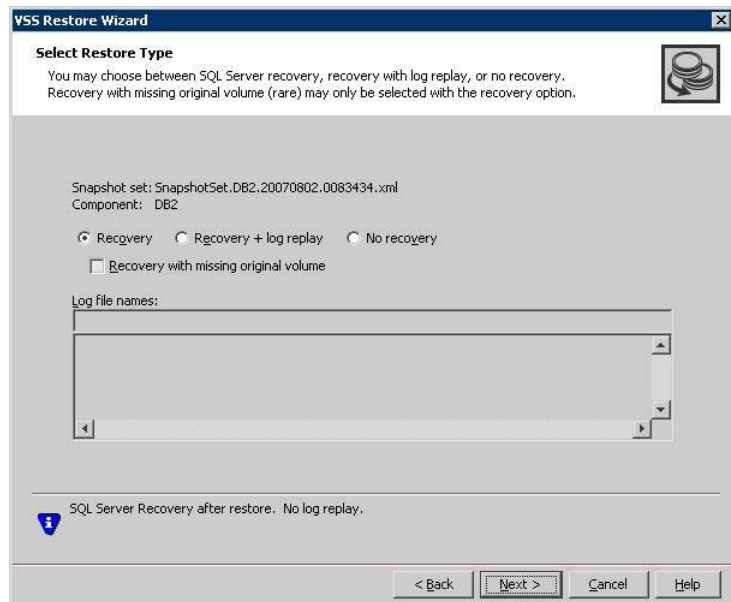 VSS Restore Wizard
Select Restore Type
You may choose between SQL Server recovery, recovery with log replay, or no recovery.
Recovery with missing original volume (rare) may only be selected with the recovery option.
Snapshot set: SnapshotSet.DB2.20070802.0083434.xml
Component: DB2
Recovery Recovery + log replay No recovery
Recovery with missing original volume
Log file names:
SQL Server Recovery after restore. No log replay.
< Back Next > Cancel Help